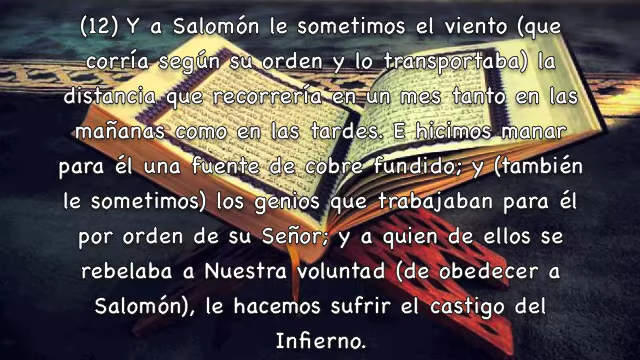 (12) Y a Salomón le sometimos el viento (que
corría según su orden y lo transportaba) la
distancia que recorrería en un mes tanto en las
mañanas como en las tardes. E hicimos manar
para él una fuente de cobre fundido; y (también
le sometimos) los genios que trabajaban para él
por orden de su Señor; y a quien de ellos se
rebelaba a Nuestra voluntad (de obedecer a
Salomón), le hacemos sufrir el castigo del
Infierno.